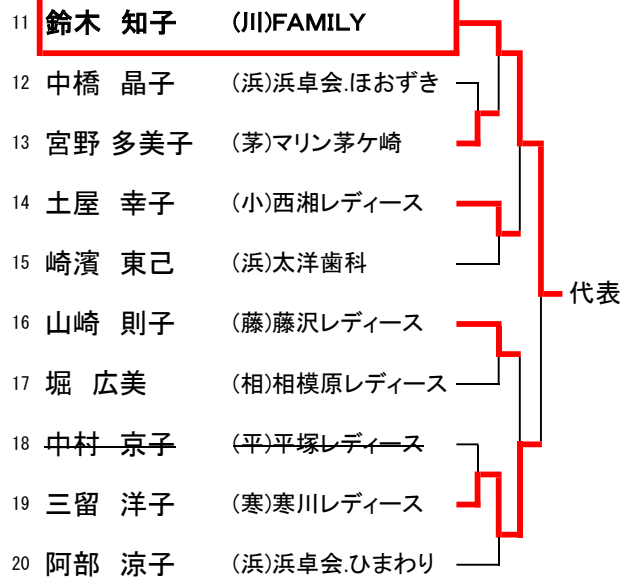 11 鈴木 知子 (川)FAMILY
12 中橋 晶子 (浜)浜卓会.ほおずき
13 宮野 多美子 (茅)マリン茅ケ崎
14 土屋 幸子 (小)西湘レディース
15 崎濱 東己 (浜)太洋歯科
代表
16 山崎 則子 (藤)藤沢レディース
17 堀 広美 (相)相模原レディース
18 中村 京子 (平)平塚レディース
19 三留 洋子 (寒)寒川レディース
20 阿部 涼子 (浜)浜卓会.ひまわり